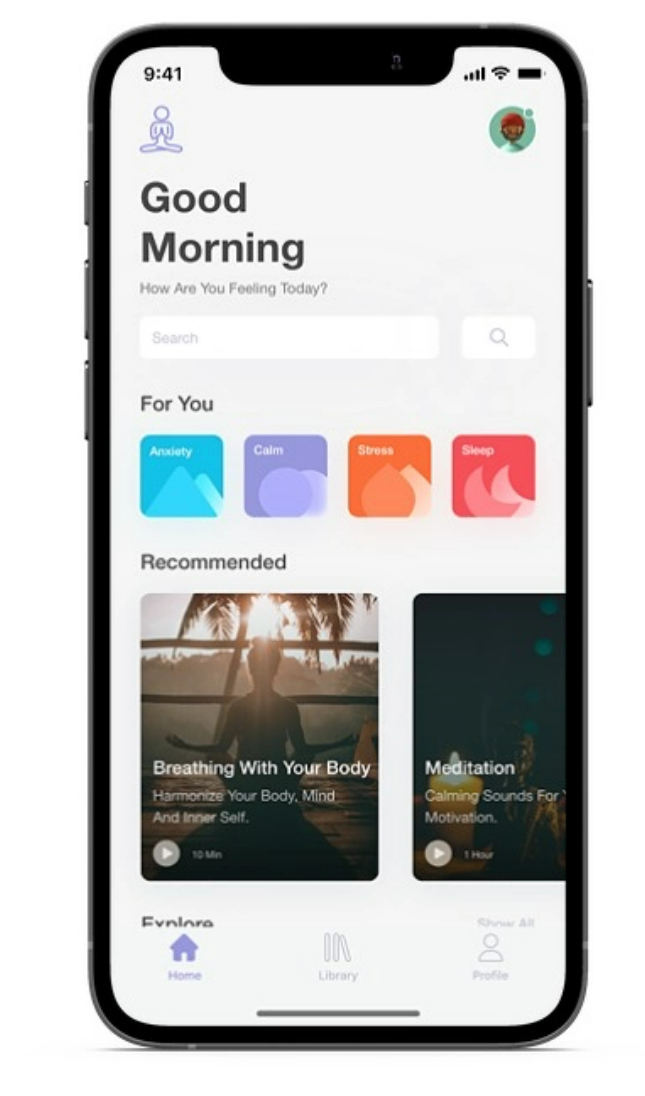 9:41
Good
Morning
How Are You Feeling Today?
Search
For You
Anxiety
Calm
Stress
Sleep
Recommended
Breathing With Your Body
Harmonize Your Body, Mind
And Inner Self.
10 Min
Meditation
Calming Sounds For
Motivation.
1 Hour
Explore
Show All
Home
Library
Profile